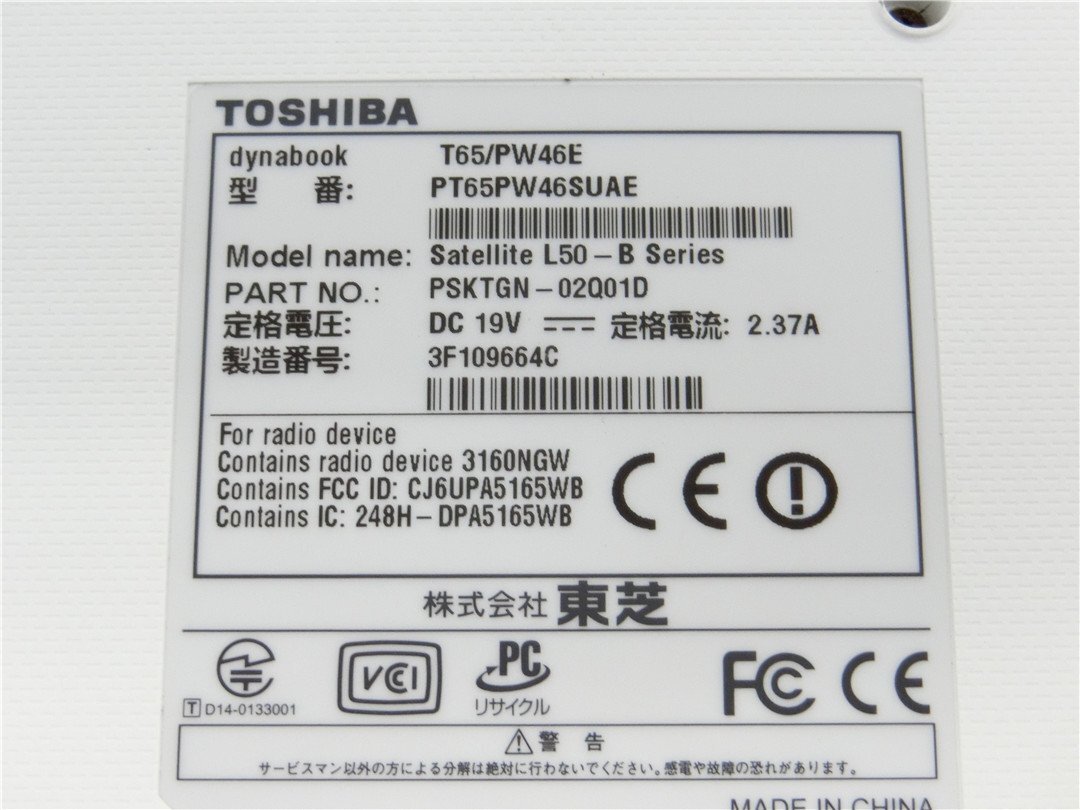 TOSHIBA
dynabook T65/PW46E
型 番: PT65PW46SUAE
Model name: Satellite L50-B Series
PART NO.: PSKTGN-02Q01D
定格電圧: DC 19V 定格電流: 2.37A
製造番号: 3F109664C
For radio device
Contains radio device 3160NGW
Contains FCC ID: CJ6UPA5165WB
Contains IC: 248H-DPA5165WB
CE
株式会社 東芝
T D14-0133001
VCCI
PC
リサイクル
FC CE
警 告
サービスマン以外の方による分解は絶対に行わないでください。感電や故障の恐れがあります。
MADE IN CHINA